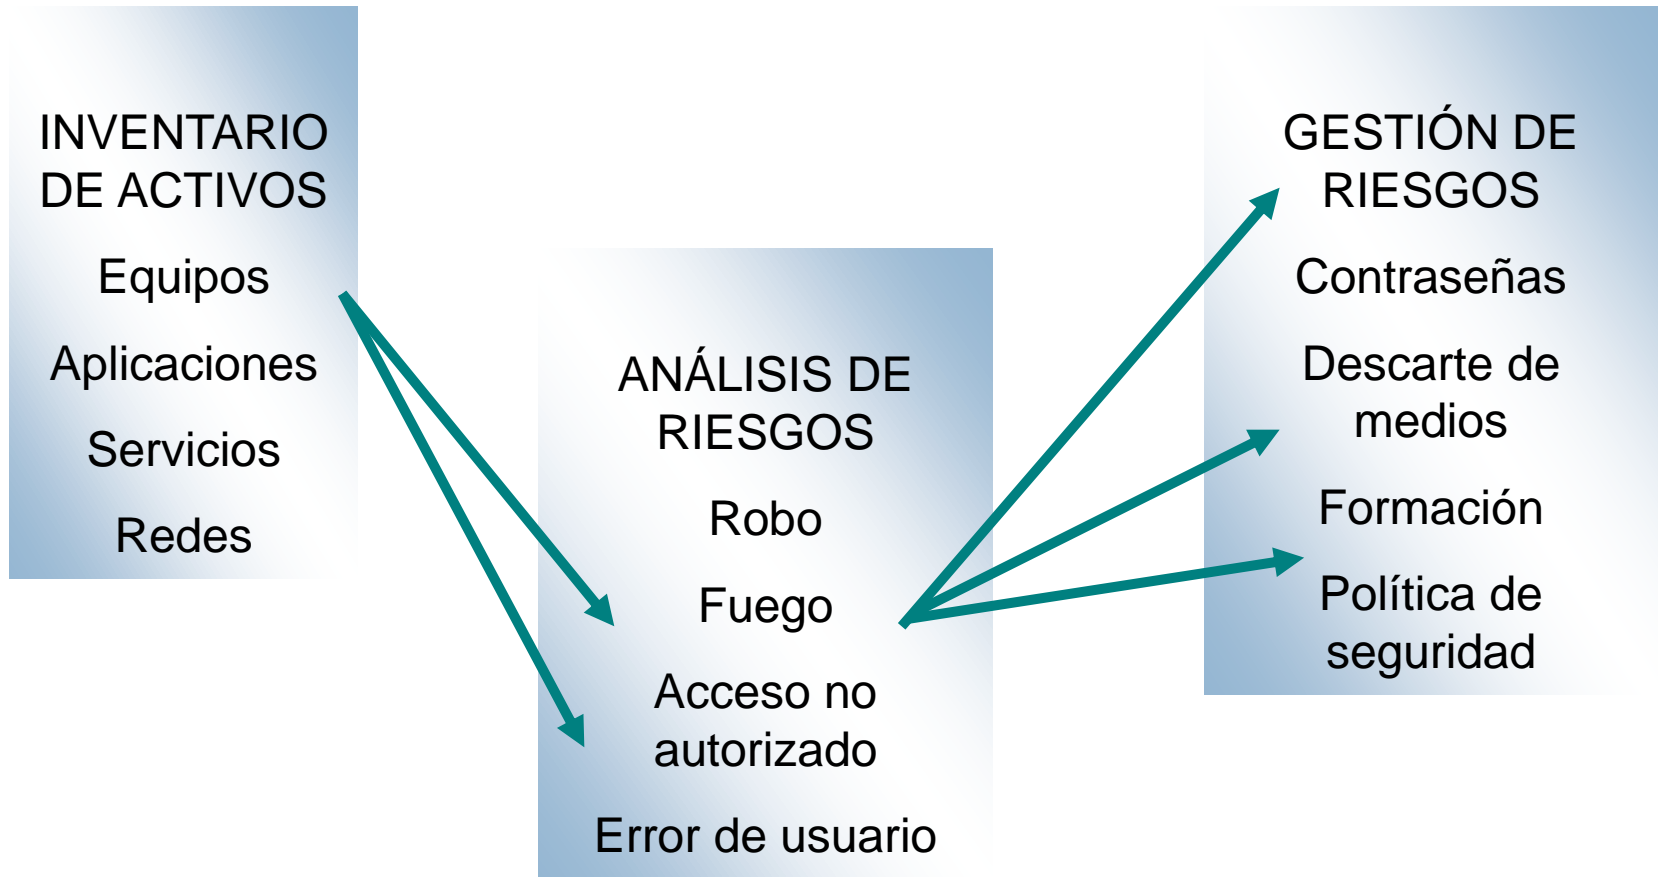 INVENTARIO
DE ACTIVOS
Equipos
Aplicaciones
Servicios
Redes
ANÁLISIS DE
RIESGOS
Robo
Fuego
Acceso no
autorizado
Error de usuario
GESTIÓN DE
RIESGOS
Contraseñas
Descarte de
medios
Formación
Política de
seguridad